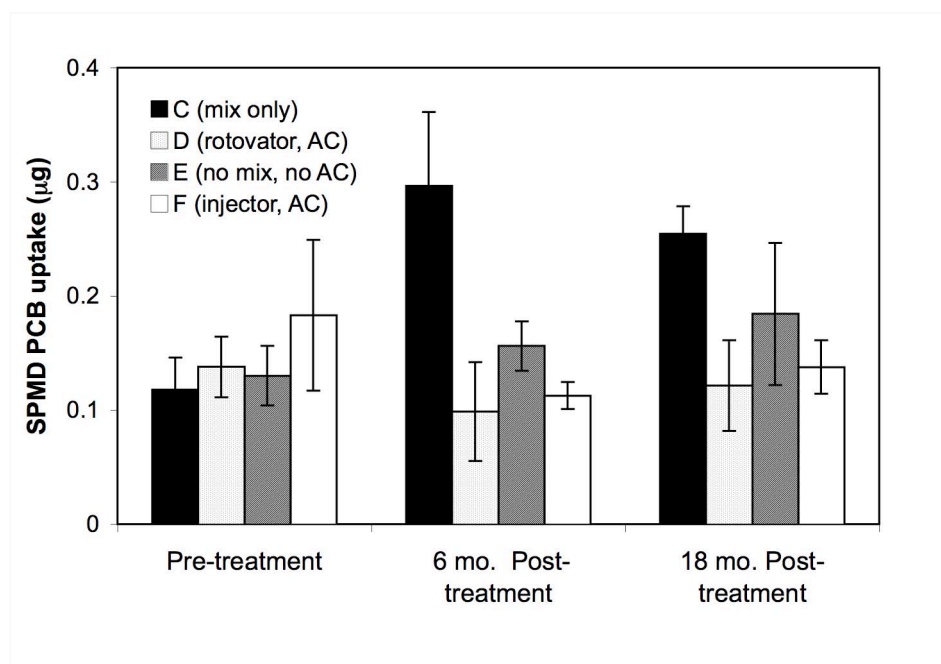 SPMD PCB uptake (µg)
0.4
0.3
0.2
0.1
0
C (mix only)
D (rotovator, AC)
E (no mix, no AC)
F (injector, AC)
Pre-treatment
6 mo. Post-
treatment
18 mo. Post-
treatment